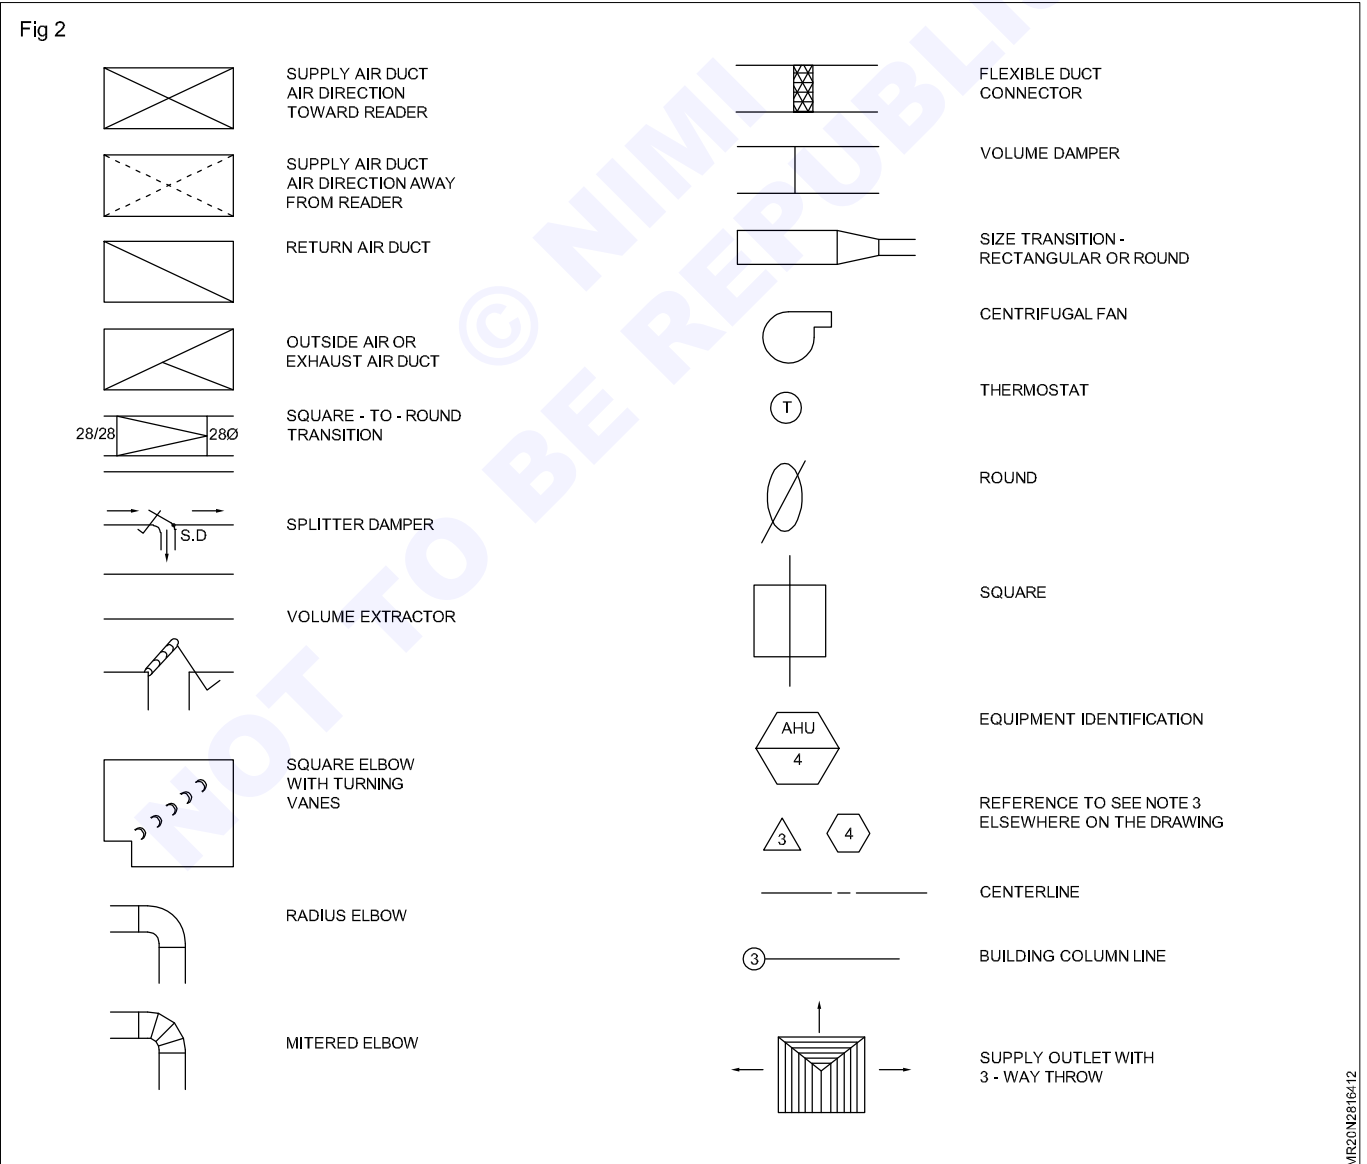 Fig 2
SUPPLY AIR DUCT
AIR DIRECTION
TOWARD READER
SUPPLY AIR DUCT
AIR DIRECTION AWAY
FROM READER
RETURN AIR DUCT
OUTSIDE AIR OR
EXHAUST AIR DUCT
28/28
28Ø
SQUARE - TO - ROUND
TRANSITION
S.D
SPLITTER DAMPER
VOLUME EXTRACTOR
SQUARE ELBOW
WITH TURNING
VANES
RADIUS ELBOW
MITERED ELBOW
FLEXIBLE DUCT
CONNECTOR
VOLUME DAMPER
SIZE TRANSITION -
RECTANGULAR OR ROUND
CENTRIFUGAL FAN
T
THERMOSTAT
ROUND
SQUARE
AHU
4
EQUIPMENT IDENTIFICATION
3
4
REFERENCE TO SEE NOTE 3
ELSEWHERE ON THE DRAWING
CENTERLINE
3
BUILDING COLUMN LINE
SUPPLY OUTLET WITH
3 - WAY THROW
MR20N2816412
© NIMI
NOT TO BE REPUBLI